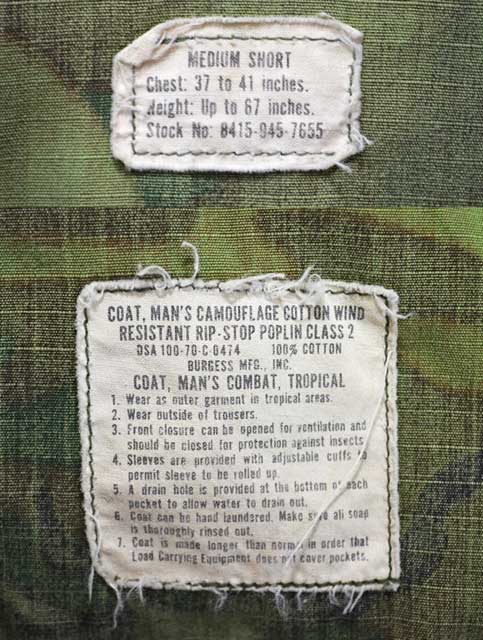 MEDIUM SHORT
Chest: 37 to 41 inches.
Height: Up to 67 inches.
Stock No: 8415-945-7655
COAT, MAN'S CAMOUFLAGE COTTON WIND
RESISTANT RIP-STOP POPLIN CLASS 2
DSA 100-70-C-0474 100% COTTON
BURGESS MFG., INC.
COAT, MAN'S COMBAT, TROPICAL
1. Wear as outer garment in tropical areas.
2. Wear outside of trousers.
3. Front closure can be opened for ventilation and
should be closed for protection against insects
4. Sleeves are provided with adjustable cuffs to
permit sleeve to be rolled up.
5. A drain hole is provided at the bottom of each
pocket to allow water to drain out.
6. Coat can be hand laundered. Make sure all soap
is thoroughly rinsed out.
7. Coat is made longer than normal in order that
Load Carrying Equipment does not cover pockets.